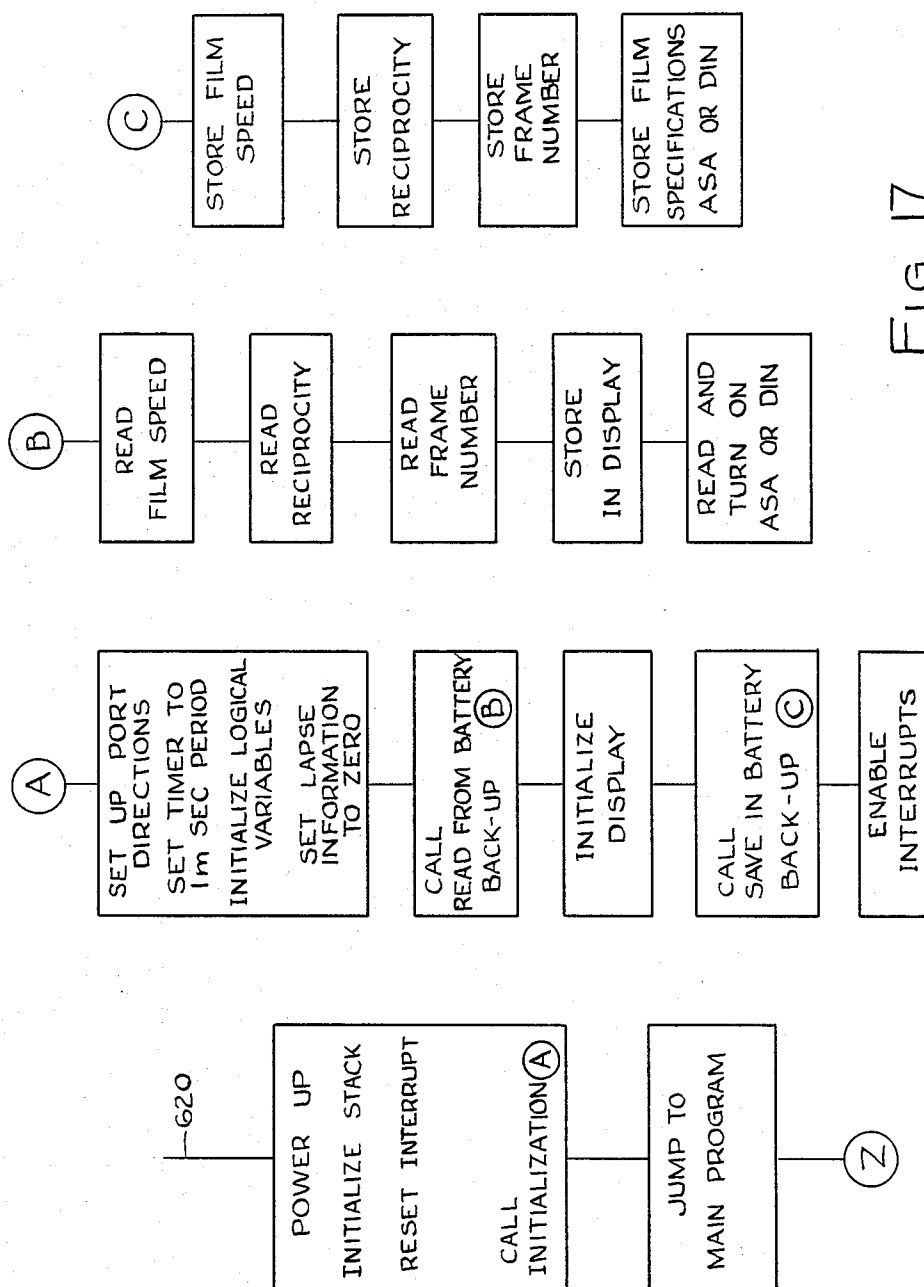 620
POWER UP
INITIALIZE STACK
RESET INTERRUPT
CALL
INITIALIZATION A
JUMP TO
MAIN PROGRAM
Z
A
SET UP PORT
DIRECTIONS
SET TIMER TO
1m SEC PERIOD
INITIALIZE LOGICAL
VARIABLES
SET LAPSE
INFORMATION
TO ZERO
CALL
READ FROM BATTERY
BACK-UP B
INITIALIZE
DISPLAY
CALL
SAVE IN BATTERY
BACK-UP C
ENABLE
INTERRUPTS
B
READ
FILM SPEED
READ
RECIPROCITY
READ
FRAME
NUMBER
STORE
IN DISPLAY
READ AND
TURN ON
ASA OR DIN
C
STORE FILM
SPEED
STORE
RECIPROCITY
STORE
FRAME
NUMBER
STORE FILM
SPECIFICATIONS
ASA OR DIN
FIG 17